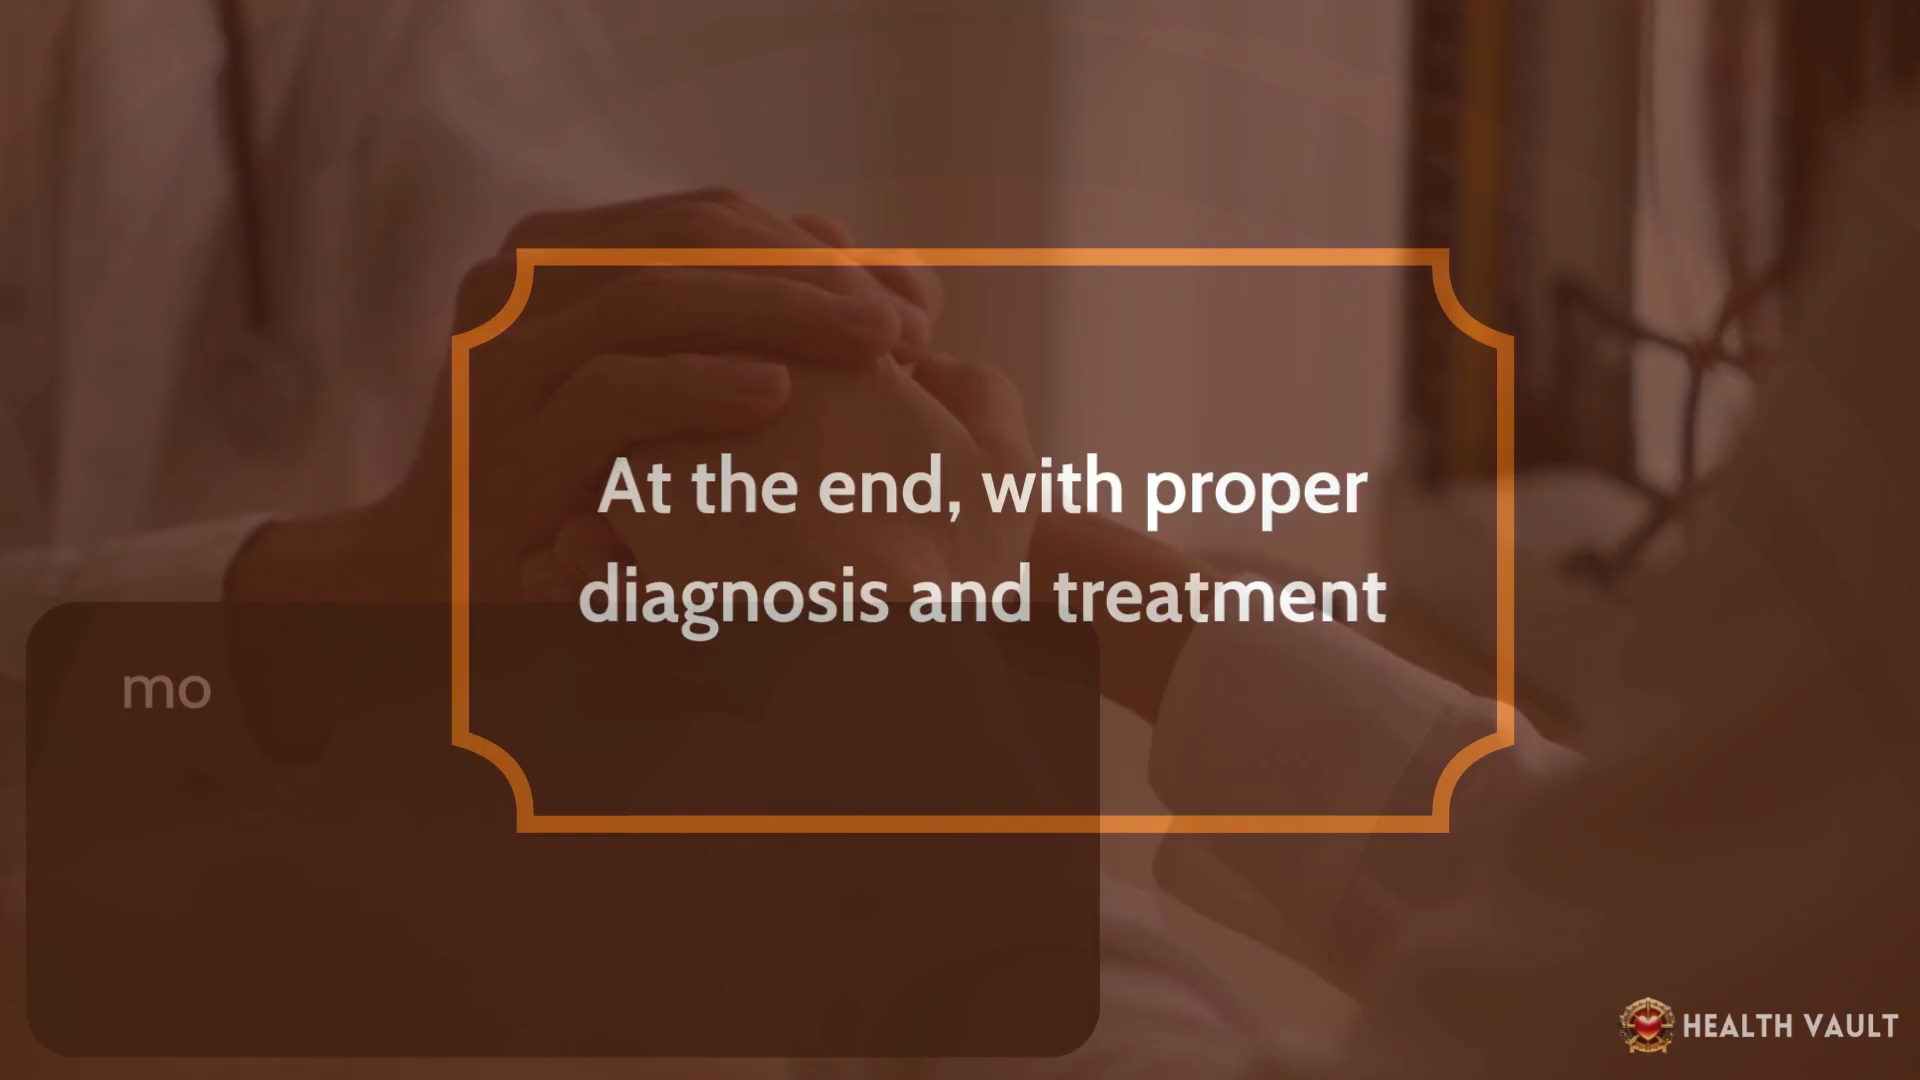 At the end, with proper
diagnosis and treatment
mo
HEALTH VAULT